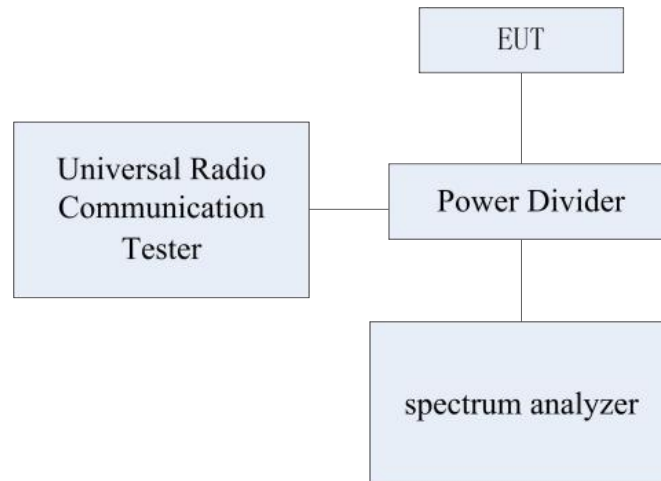 EUT
Universal Radio
Communication
Tester
Power Divider
spectrum analyzer